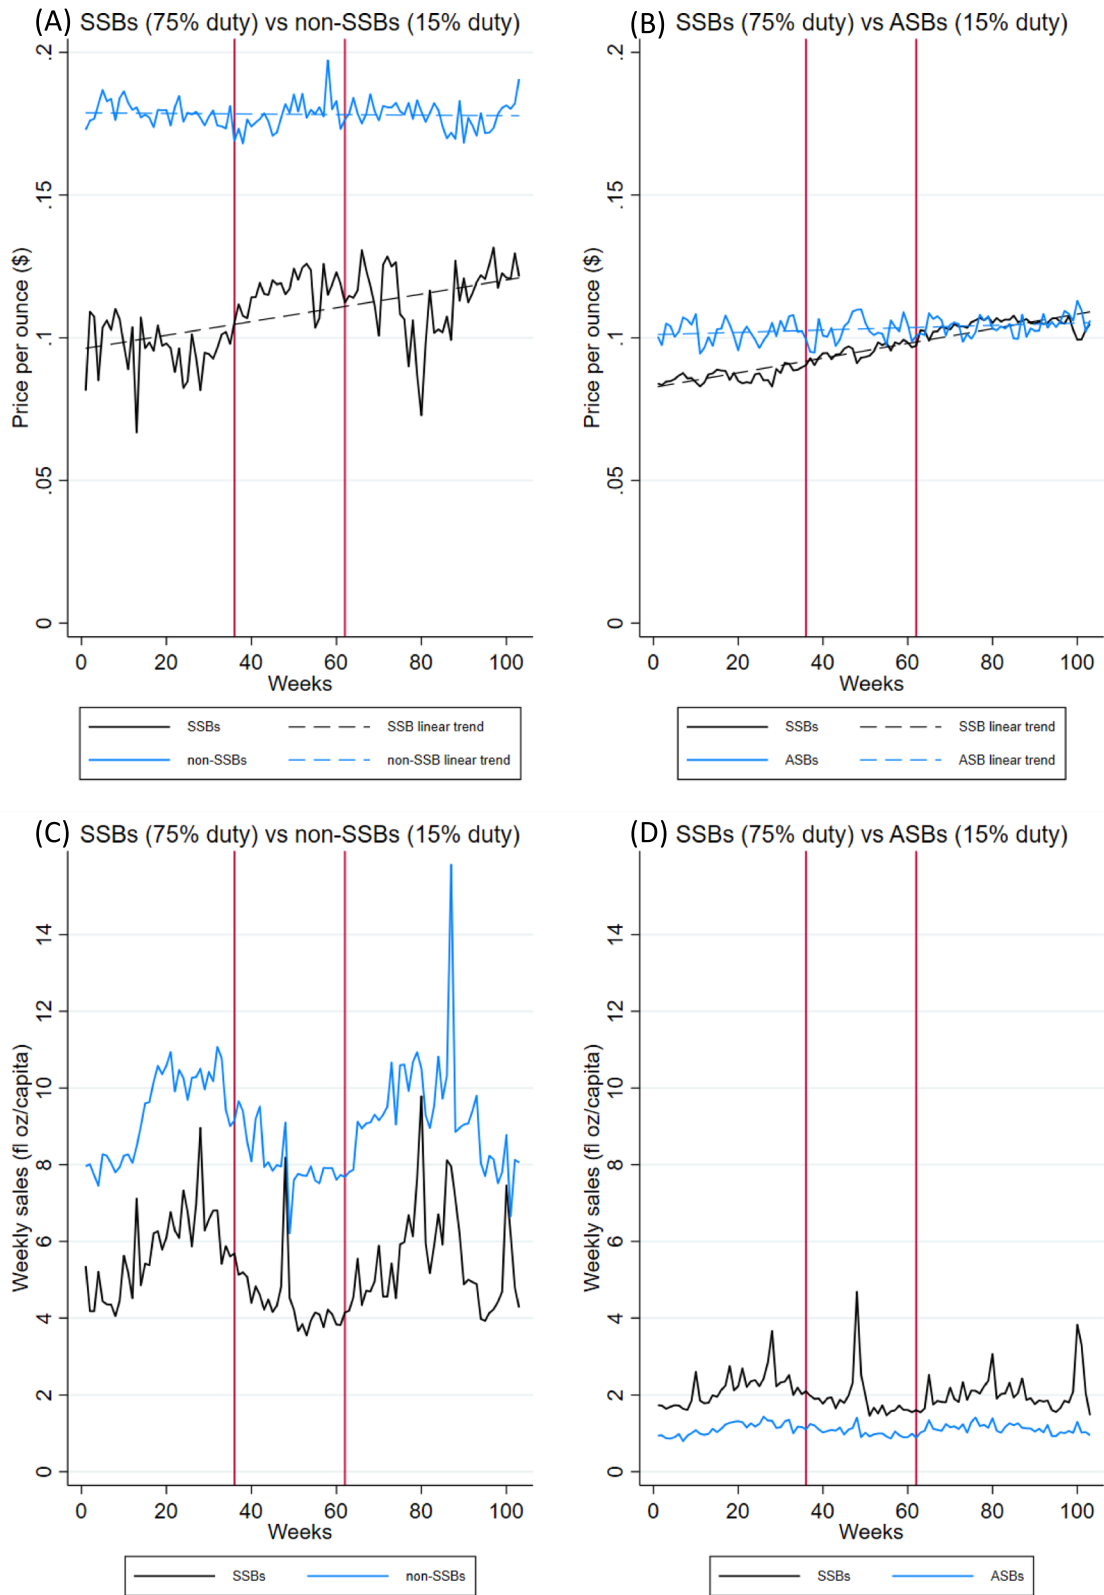 (A) SSBs (75% duty) vs non-SSBs (15% duty)
Price per ounce ($)
.2
.15
.1
.05
0
0 20 40 60 80 100
Weeks
SSBs SSB linear trend
non-SSBs non-SSB linear trend
(B) SSBs (75% duty) vs ASBs (15% duty)
Price per ounce ($)
.2
.15
.1
.05
0
0 20 40 60 80 100
Weeks
SSBs SSB linear trend
ASBs ASB linear trend
(C) SSBs (75% duty) vs non-SSBs (15% duty)
Weekly sales (fl oz/capita)
14
12
10
8
6
4
2
0
0 20 40 60 80 100
Weeks
SSBs non-SSBs
(D) SSBs (75% duty) vs ASBs (15% duty)
Weekly sales (fl oz/capita)
14
12
10
8
6
4
2
0
0 20 40 60 80 100
Weeks
SSBs ASBs